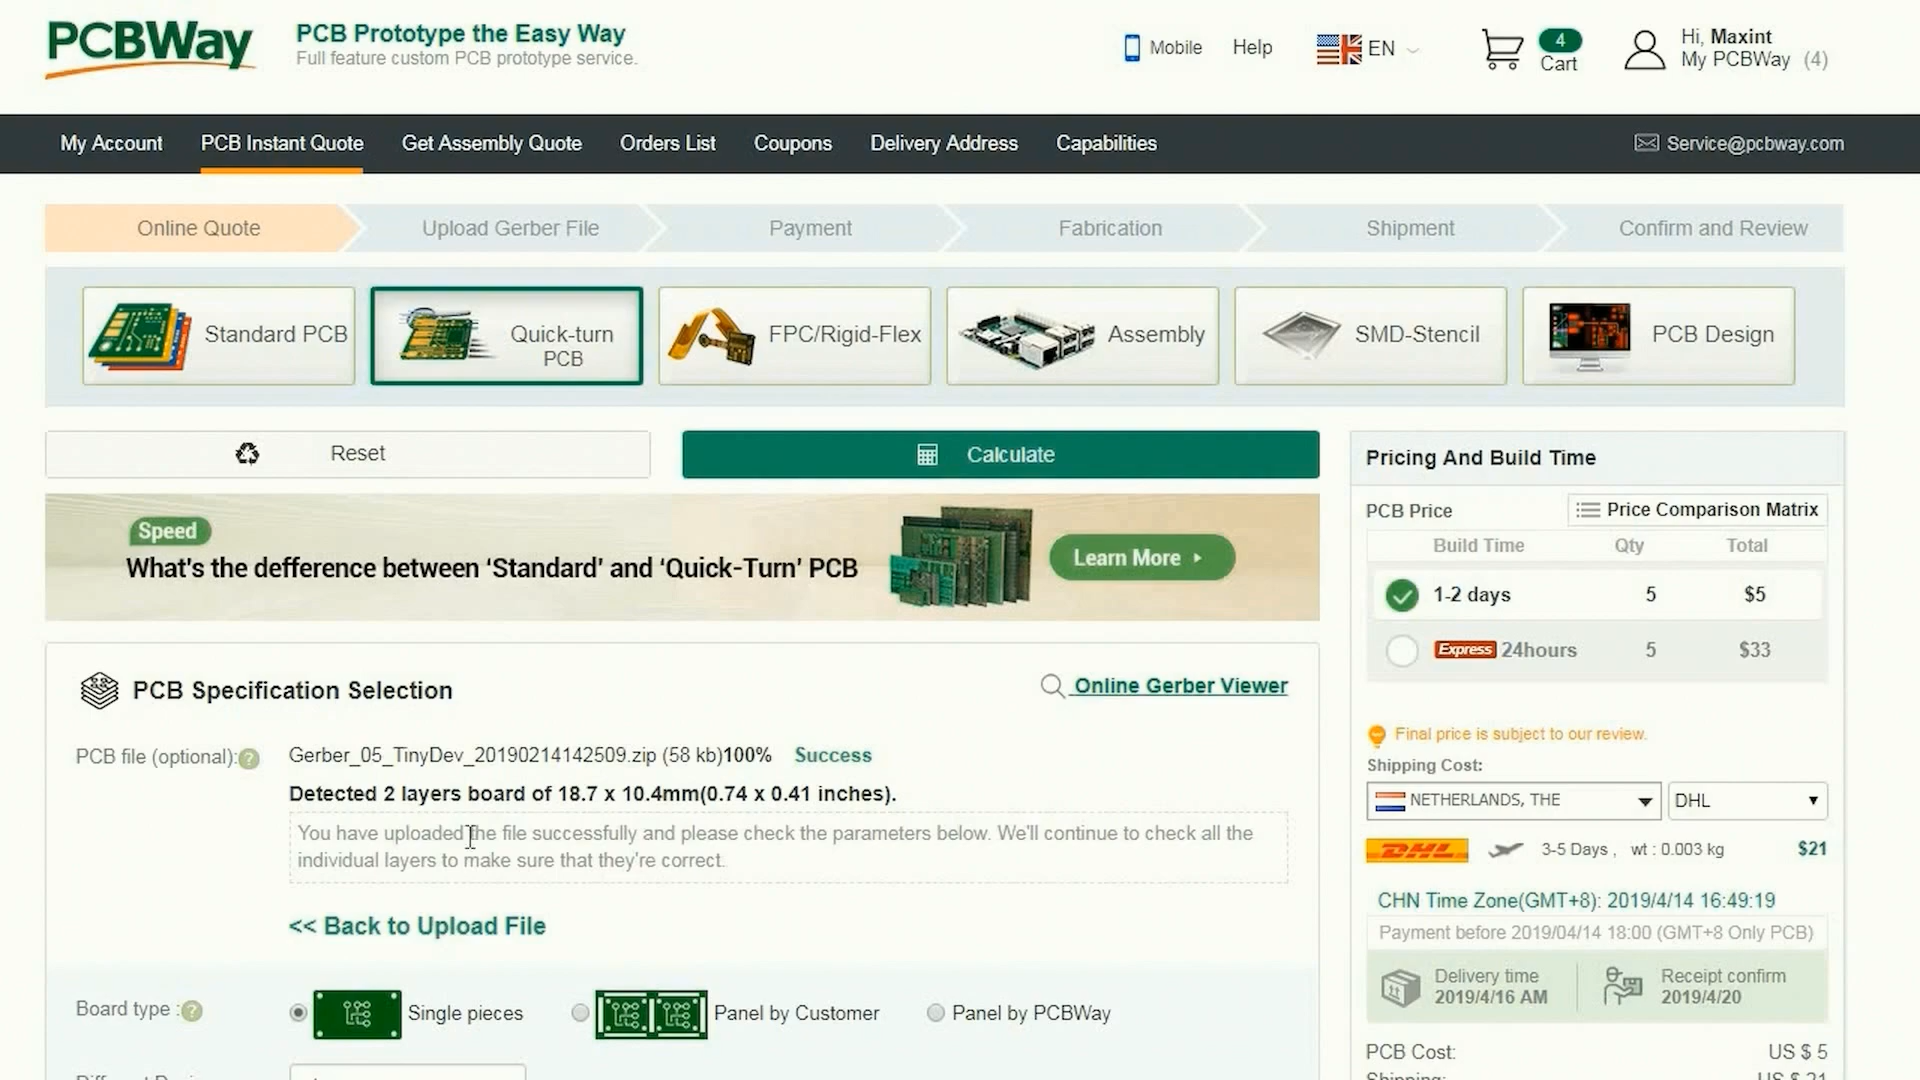 PCBWay
PCB Prototype the Easy Way
Full feature custom PCB prototype service.
Mobile
Help
EN
4
Cart
Hi, Maxint
My PCBWay (4)
My Account
PCB Instant Quote
Get Assembly Quote
Orders List
Coupons
Delivery Address
Capabilities
Service@pcbway.com
Online Quote
Upload Gerber File
Payment
Fabrication
Shipment
Confirm and Review
Standard PCB
Quick-turn
PCB
FPC/Rigid-Flex
Assembly
SMD-Stencil
PCB Design
Reset
Calculate
Speed
What's the defference between ‘Standard’ and ‘Quick-Turn’ PCB
Learn More
PCB Specification Selection
Online Gerber Viewer
PCB file (optional):
?
Gerber_05_TinyDev_20190214142509.zip (58 kb)100% Success
Detected 2 layers board of 18.7 x 10.4mm(0.74 x 0.41 inches).
You have uploaded the file successfully and please check the parameters below. We'll continue to check all the
individual layers to make sure that they're correct.
<< Back to Upload File
Board type :
?
Single pieces
Panel by Customer
Panel by PCBWay
Pricing And Build Time
PCB Price
Price Comparison Matrix
Build Time Qty Total
1-2 days 5 $5
Express 24hours 5 $33
Final price is subject to our review.
Shipping Cost:
NETHERLANDS, THE
DHL
DHL 3-5 Days , wt : 0.003 kg $21
CHN Time Zone(GMT+8): 2019/4/14 16:49:19
Payment before 2019/04/14 18:00 (GMT+8 Only PCB)
Delivery time
2019/4/16 AM
Receipt confirm
2019/4/20
PCB Cost: US $ 5
Shipping: US $ 21